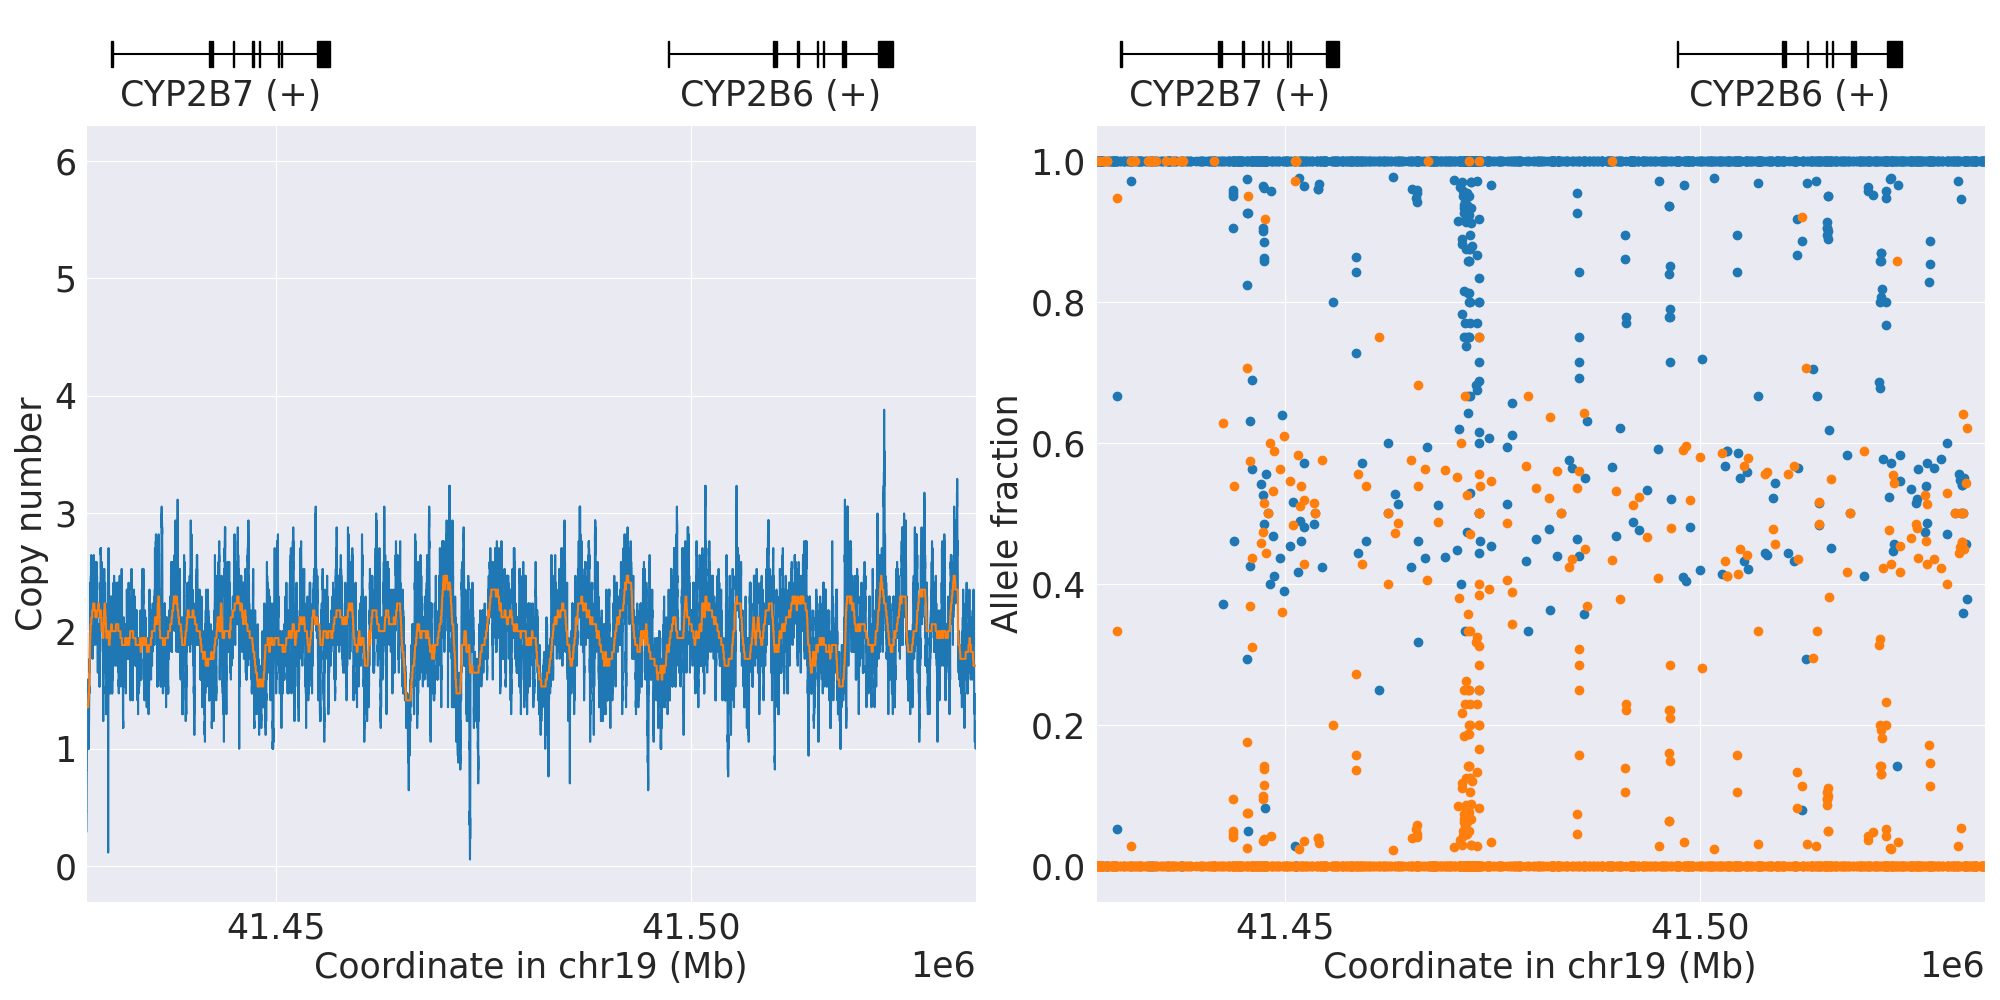 CYP2B7 (+)
CYP2B6 (+)
6
5
4
3
2
1
0
Copy number
41.45
41.50
Coordinate in chr19 (Mb)
1e6
CYP2B7 (+)
CYP2B6 (+)
1.0
0.8
0.6
0.4
0.2
0.0
Allele fraction
41.45
41.50
Coordinate in chr19 (Mb)
1e6